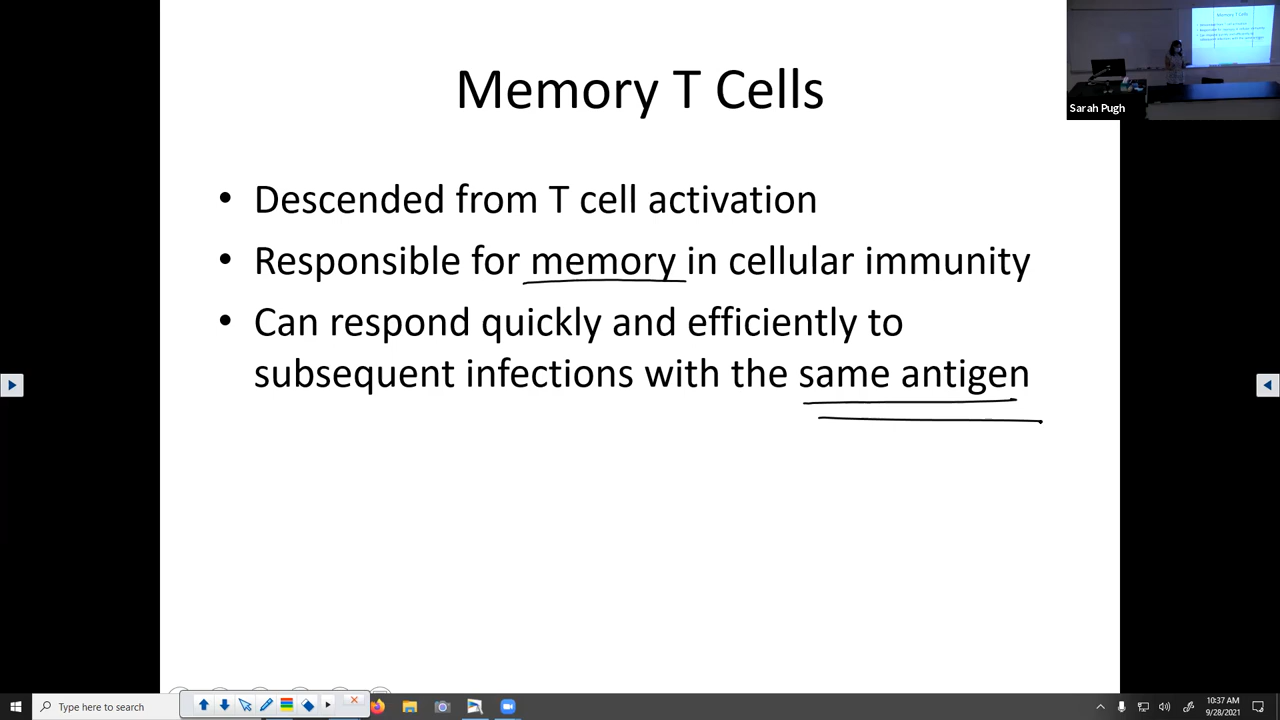 Memory T Cells
• Descended from T cell activation
• Responsible for memory in cellular immunity
• Can respond quickly and efficiently to
subsequent infections with the same antigen
Sarah Pugh
Type here to search
10:37 AM
9/28/2021